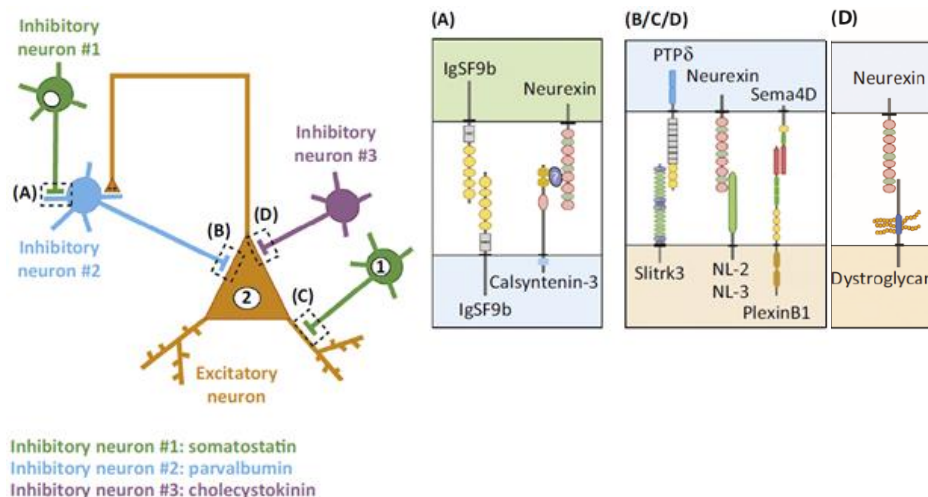 Inhibitory
neuron #1
Inhibitory
neuron #3
(A)
(B)
(D)
Inhibitory
neuron #2
1
2
(C)
Excitatory
neuron
Inhibitory neuron #1: somatostatin
Inhibitory neuron #2: parvalbumin
Inhibitory neuron #3: cholecystokinin
(A)
IgSF9b
Neurexin
?
Calsyntenin-3
IgSF9b
(B/C/D)
PTPδ
Neurexin
Sema4D
Slitrk3
NL-2
NL-3
PlexinB1
(D)
Neurexin
Dystroglycan